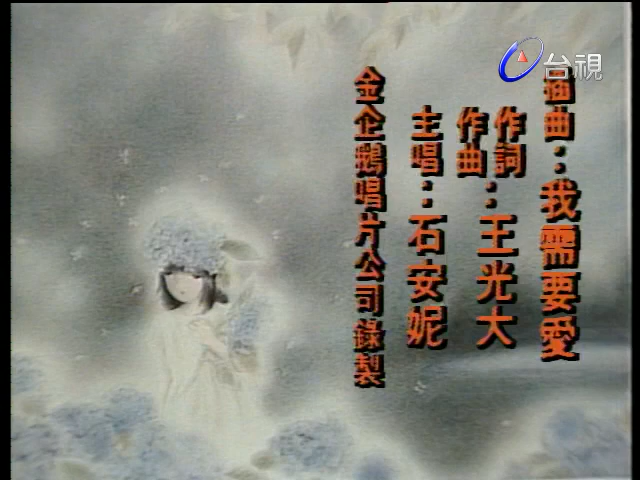 插曲：我需要愛
作詞
作曲：王光大
主唱：石安妮
金企鵝唱片公司錄製
台視